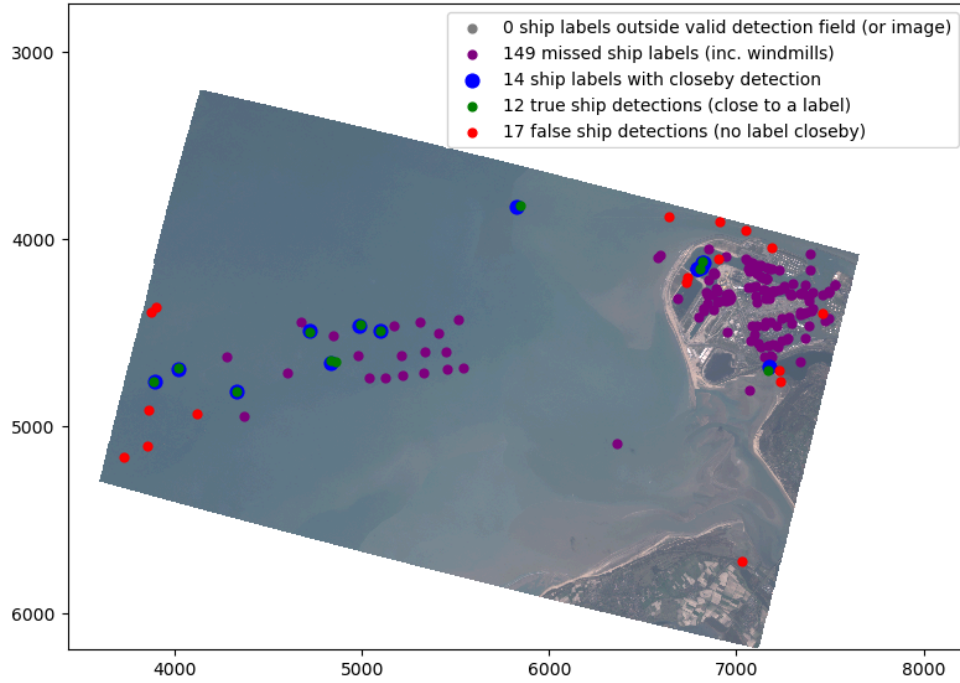 0 ship labels outside valid detection field (or image)
149 missed ship labels (inc. windmills)
14 ship labels with closeby detection
12 true ship detections (close to a label)
17 false ship detections (no label closeby)
3000
4000
5000
6000
4000 5000 6000 7000 8000